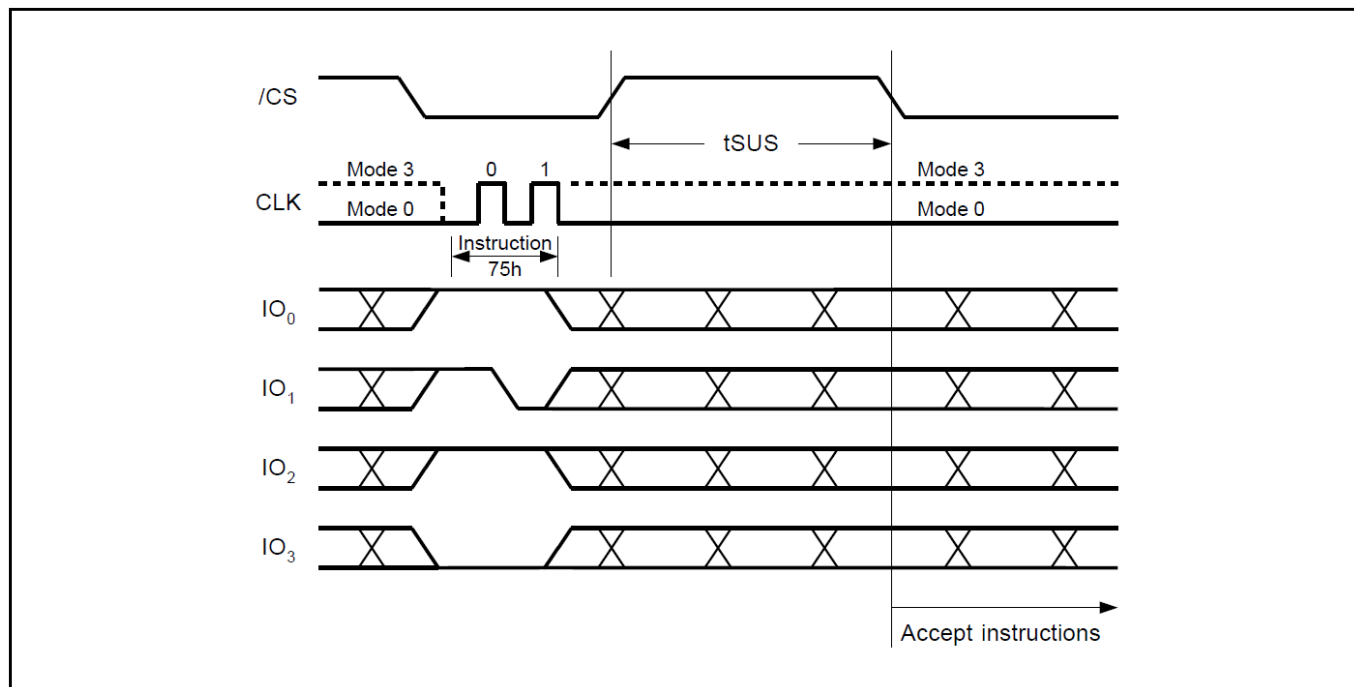 /CS
tSUS
Mode 3 0 1 Mode 3
CLK
Mode 0 Mode 0
Instruction
75h
IO0
IO1
IO2
IO3
Accept instructions